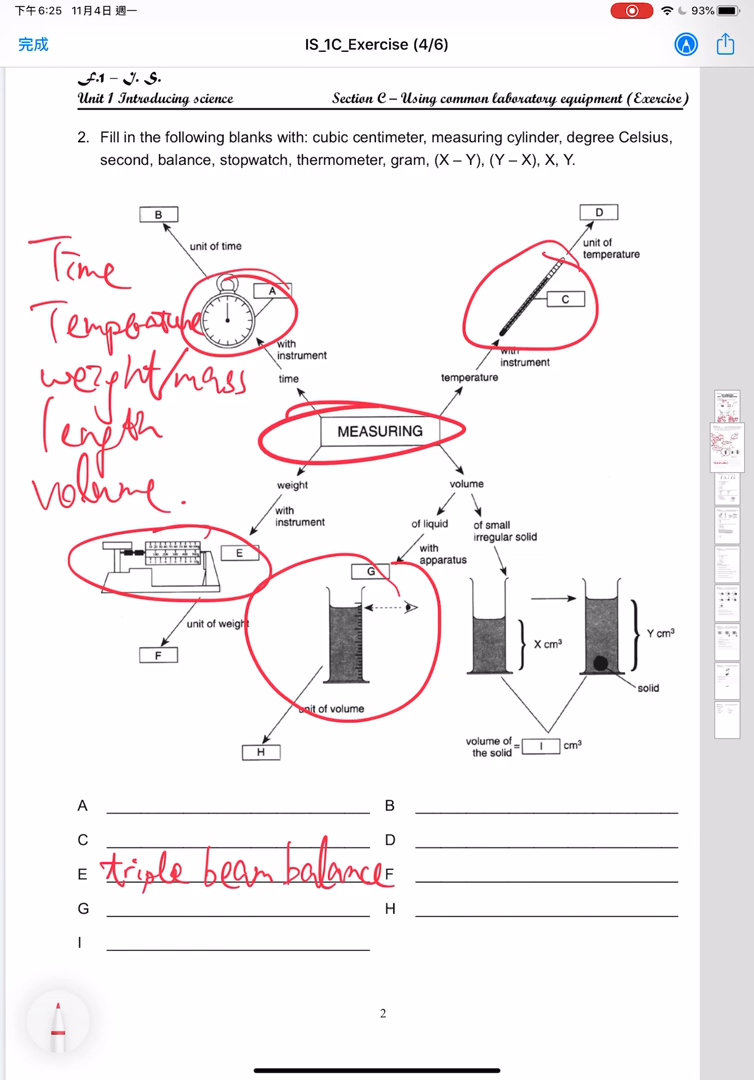 下午6:25 11月4日 週一
93%
完成
IS_1C_Exercise (4/6)
F.1 – I. S.
Unit 1 Introducing science
Section C – Using common laboratory equipment (Exercise)
2. Fill in the following blanks with: cubic centimeter, measuring cylinder, degree Celsius,
second, balance, stopwatch, thermometer, gram, (X – Y), (Y – X), X, Y.
B
D
unit of time
unit of
temperature
Time
A
C
Temperature
with
instrument
with
instrument
time
temperature
weight/mass
length
MEASURING
volume.
weight
volume
with
instrument
of liquid
of small
irregular solid
E
with
apparatus
G
unit of weight
F
X cm³
Y cm³
solid
unit of volume
H
volume of
the solid
= I cm³
A
B
C
D
E triple beam balance
F
G
H
I
2